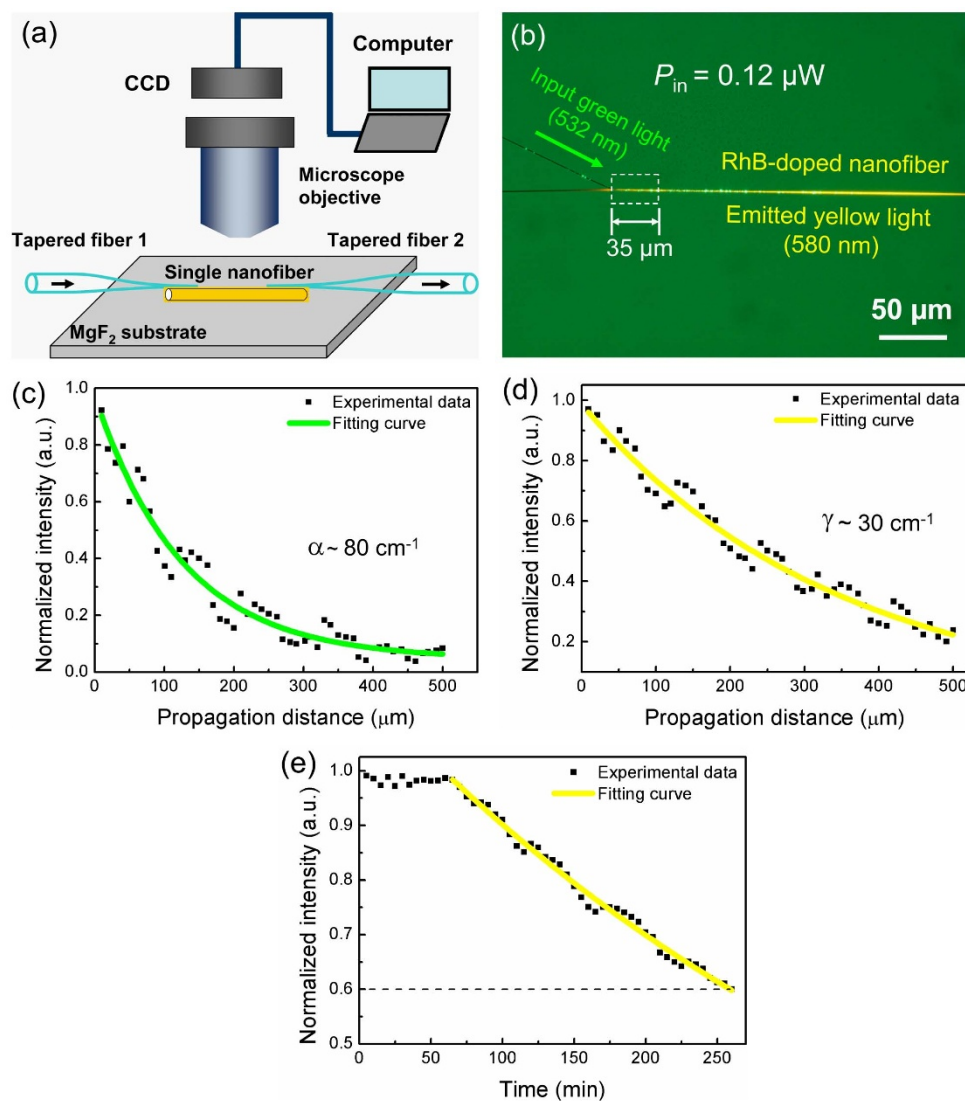 (a)
Computer
CCD
Microscope
objective
Tapered fiber 1
Tapered fiber 2
Single nanofiber
MgF₂ substrate
(b)
P_in = 0.12 µW
Input green light
(532 nm)
RhB-doped nanofiber
Emitted yellow light
(580 nm)
35 µm
50 µm
(c)
1.0
0.8
0.6
0.4
0.2
0.0
Normalized intensity (a.u.)
Experimental data
Fitting curve
α~ 80 cm⁻¹
0 100 200 300 400 500
Propagation distance (µm)
(d)
1.0
0.8
0.6
0.4
0.2
Normalized intensity (a.u.)
Experimental data
Fitting curve
γ ~ 30 cm⁻¹
0 100 200 300 400 500
Propagation distance (µm)
(e)
1.0
0.9
0.8
0.7
0.6
0.5
Normalized intensity (a.u.)
Experimental data
Fitting curve
0 50 100 150 200 250
Time (min)